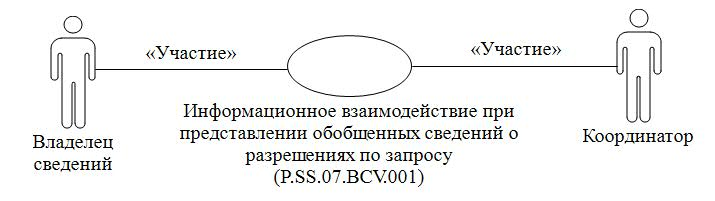 «Участие»
«Участие»
Информационное взаимодействие при
представлении обобщенных сведений о
разрешениях по запросу
(P.SS.07.BCV.001)
Владелец
сведений
Координатор